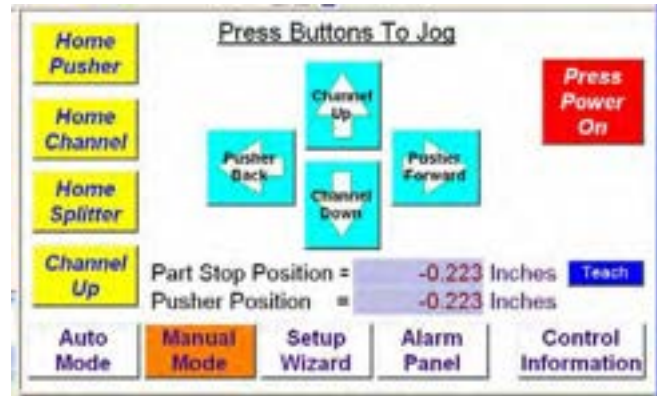 Press Buttons To Jog
Home
Pusher
Home
Channel
Home
Splitter
Channel
Up
Channel
Up
Pusher
Back
Pusher
Forward
Channel
Down
Press
Power
On
Part Stop Position = -0.223 Inches Teach
Pusher Position = -0.223 Inches
Auto
Mode
Manual
Mode
Setup
Wizard
Alarm
Panel
Control
Information